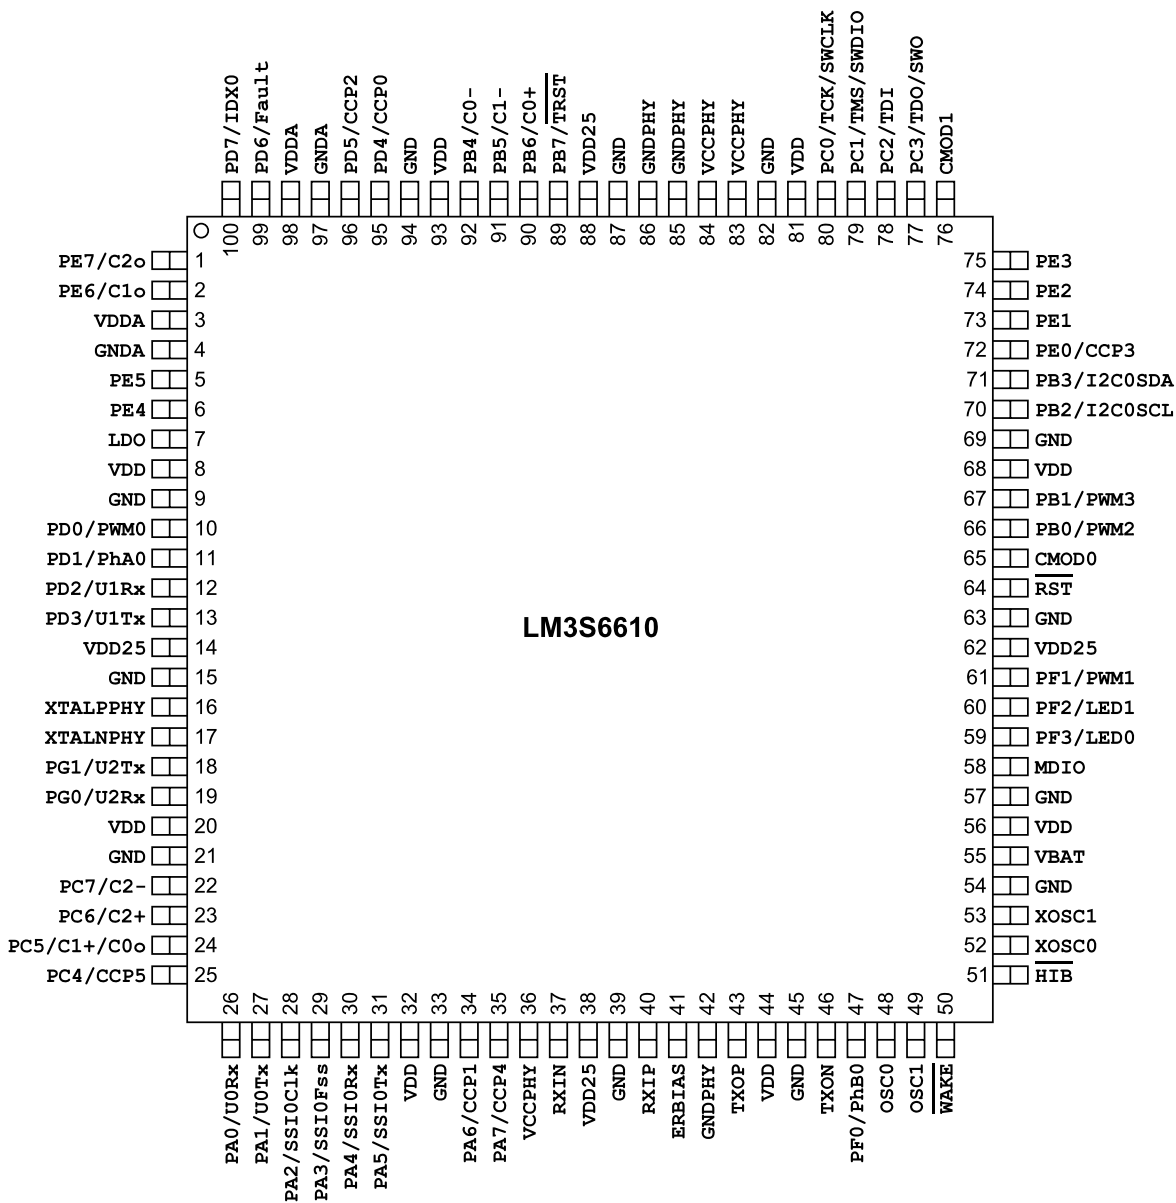 PD7/IDX0
PD6/Fault
VDDA
GNDA
PD5/CCP2
PD4/CCP0
GND
VDD
PB4/C0-
PB5/C1-
PB6/C0+
PB7/TRST
VDD25
GND
GNDPHY
GNDPHY
VCCPHY
VCCPHY
GND
VDD
PC0/TCK/SWCLK
PC1/TMS/SWDIO
PC2/TDI
PC3/TDO/SWO
CMOD1
100
99
98
97
96
95
94
93
92
91
90
89
88
87
86
85
84
83
82
81
80
79
78
77
76
PE7/C2o 1
PE6/C1o 2
VDDA 3
GNDA 4
PE5 5
PE4 6
LDO 7
VDD 8
GND 9
PD0/PWM0 10
PD1/PhA0 11
PD2/U1Rx 12
PD3/U1Tx 13
VDD25 14
GND 15
XTALPPHY 16
XTALNPHY 17
PG1/U2Tx 18
PG0/U2Rx 19
VDD 20
GND 21
PC7/C2- 22
PC6/C2+ 23
PC5/C1+/C0o 24
PC4/CCP5 25
LM3S6610
75 PE3
74 PE2
73 PE1
72 PE0/CCP3
71 PB3/I2C0SDA
70 PB2/I2C0SCL
69 GND
68 VDD
67 PB1/PWM3
66 PB0/PWM2
65 CMOD0
64 RST
63 GND
62 VDD25
61 PF1/PWM1
60 PF2/LED1
59 PF3/LED0
58 MDIO
57 GND
56 VDD
55 VBAT
54 GND
53 XOSC1
52 XOSC0
51 HIB
26
27
28
29
30
31
32
33
34
35
36
37
38
39
40
41
42
43
44
45
46
47
48
49
50
PA0/U0Rx
PA1/U0Tx
PA2/SSI0Clk
PA3/SSI0Fss
PA4/SSI0Rx
PA5/SSI0Tx
VDD
GND
PA6/CCP1
PA7/CCP4
VCCPHY
RXIN
VDD25
GND
RXIP
ERBIAS
GNDPHY
TXOP
VDD
GND
TXON
PF0/PhB0
OSC0
OSC1
WAKE